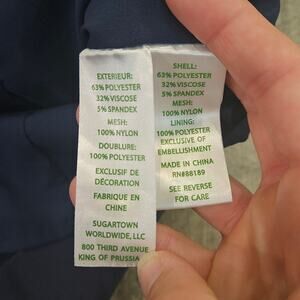 EXTERIEUR:
63% POLYESTER
32% VISCOSE
5% SPANDEX
MESH:
100% NYLON
DOUBLURE:
100% POLYESTER
EXCLUSIF DE
DÉCORATION
FABRIQUE EN
CHINE
SUGARTOWN
WORLDWIDE, LLC
800 THIRD AVENUE
KING OF PRUSSIA
SHELL:
63% POLYESTER
32% VISCOSE
5% SPANDEX
MESH:
100% NYLON
LINING:
100% POLYESTER
EXCLUSIVE OF
EMBELLISHMENT
MADE IN CHINA
RN#88189
SEE REVERSE
FOR CARE